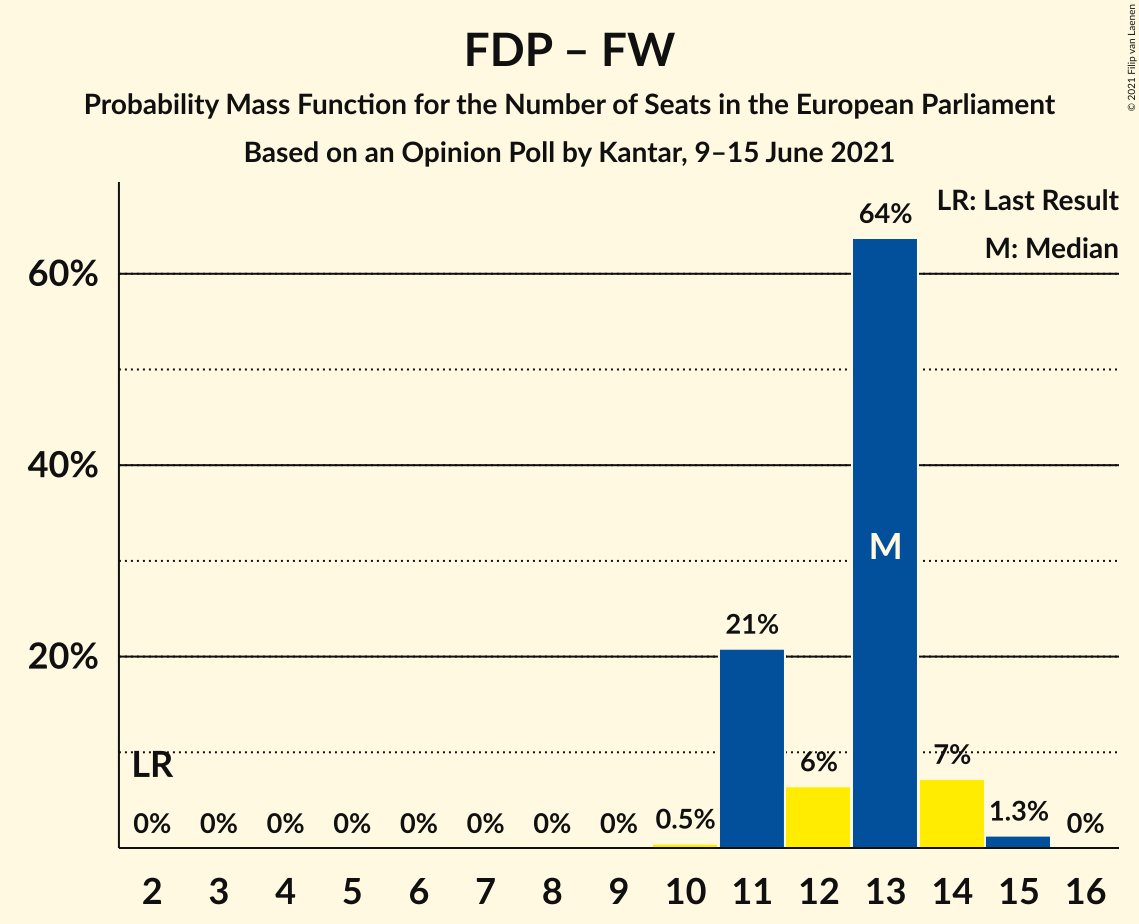 FDP – FW
Probability Mass Function for the Number of Seats in the European Parliament
Based on an Opinion Poll by Kantar, 9–15 June 2021
© 2021 Filip van Laenen
LR: Last Result
M: Median
60%
40%
20%
LR
M
0%
0%
0%
0%
0%
0%
0%
0%
0.5%
21%
6%
64%
7%
1.3%
0%
2 3 4 5 6 7 8 9 10 11 12 13 14 15 16